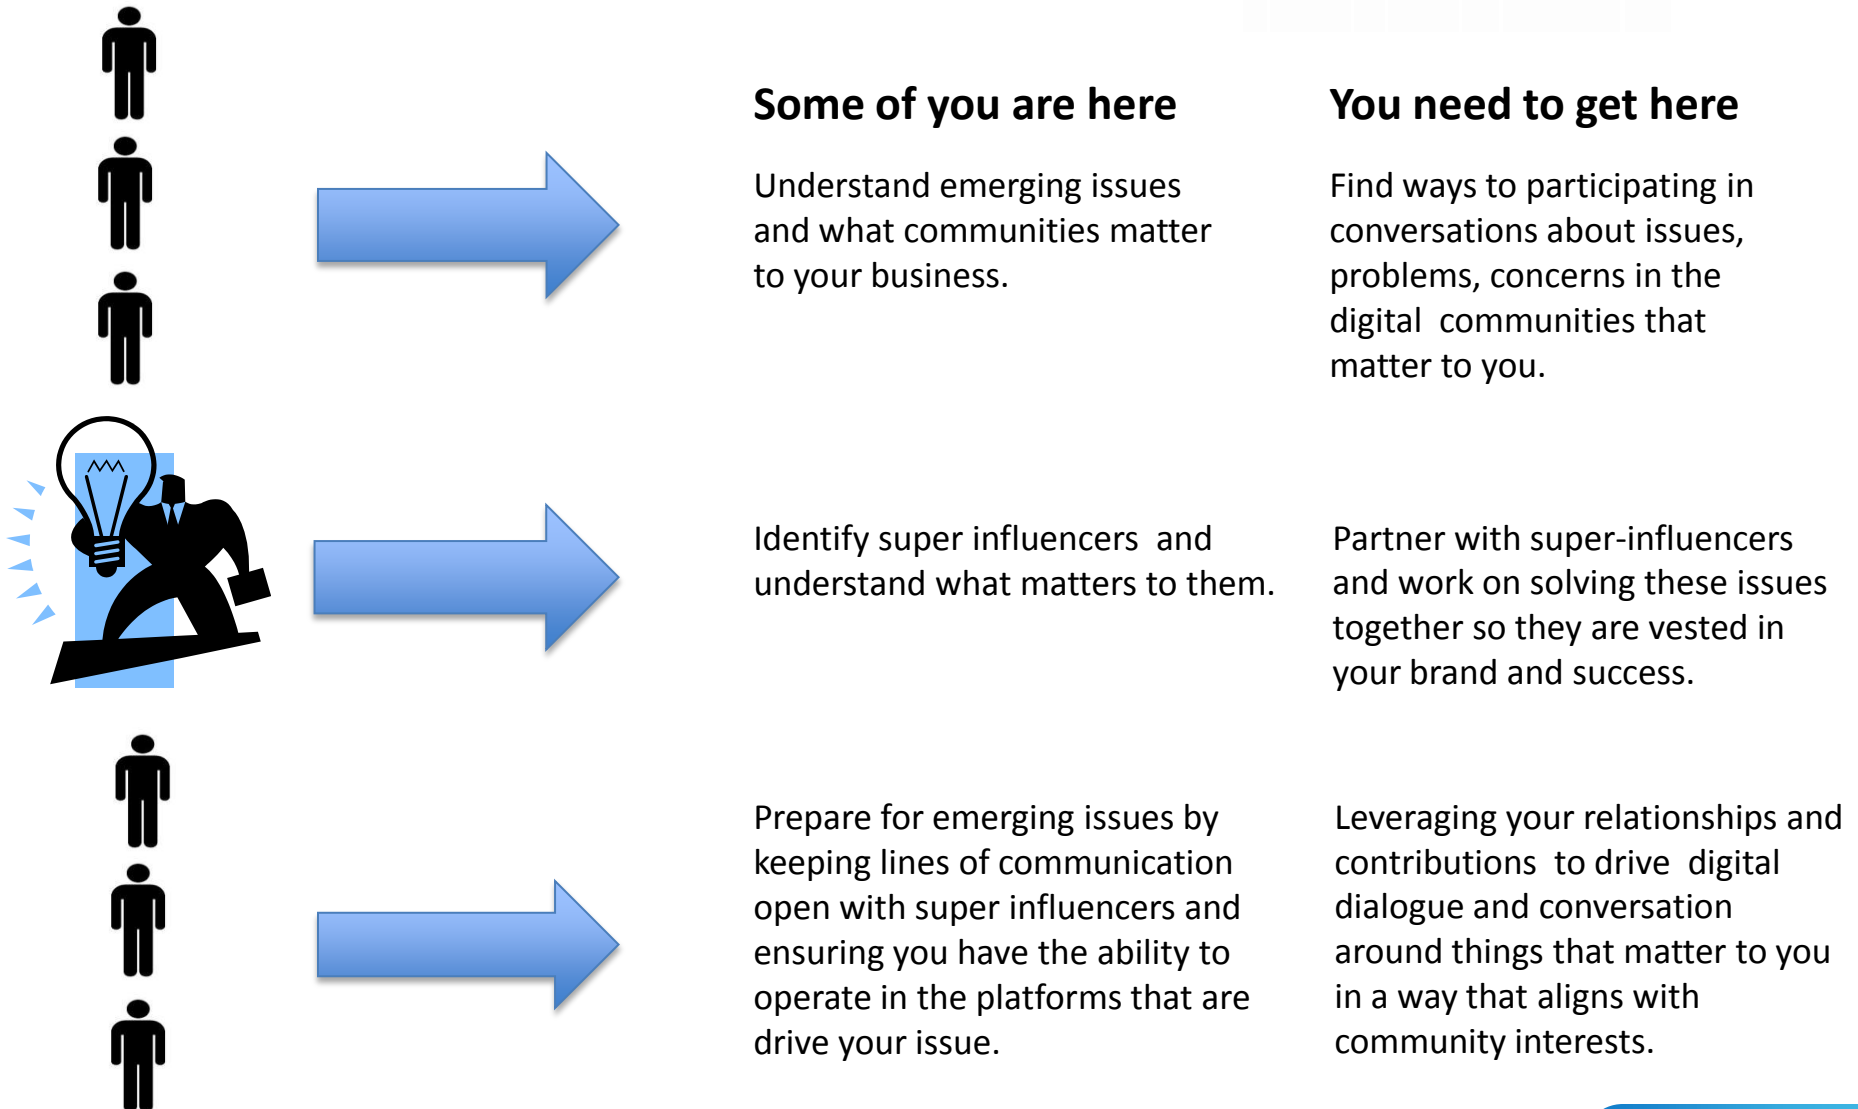 Some of you are here
You need to get here
Understand emerging issues
and what communities matter
to your business.
Find ways to participating in
conversations about issues,
problems, concerns in the
digital  communities that
matter to you.
Identify super influencers  and
understand what matters to them.
Partner with super-influencers
and work on solving these issues
together so they are vested in
your brand and success.
Prepare for emerging issues by
keeping lines of communication
open with super influencers and
ensuring you have the ability to
operate in the platforms that are
drive your issue.
Leveraging your relationships and
contributions  to drive  digital
dialogue and conversation
around things that matter to you
in a way that aligns with
community interests.